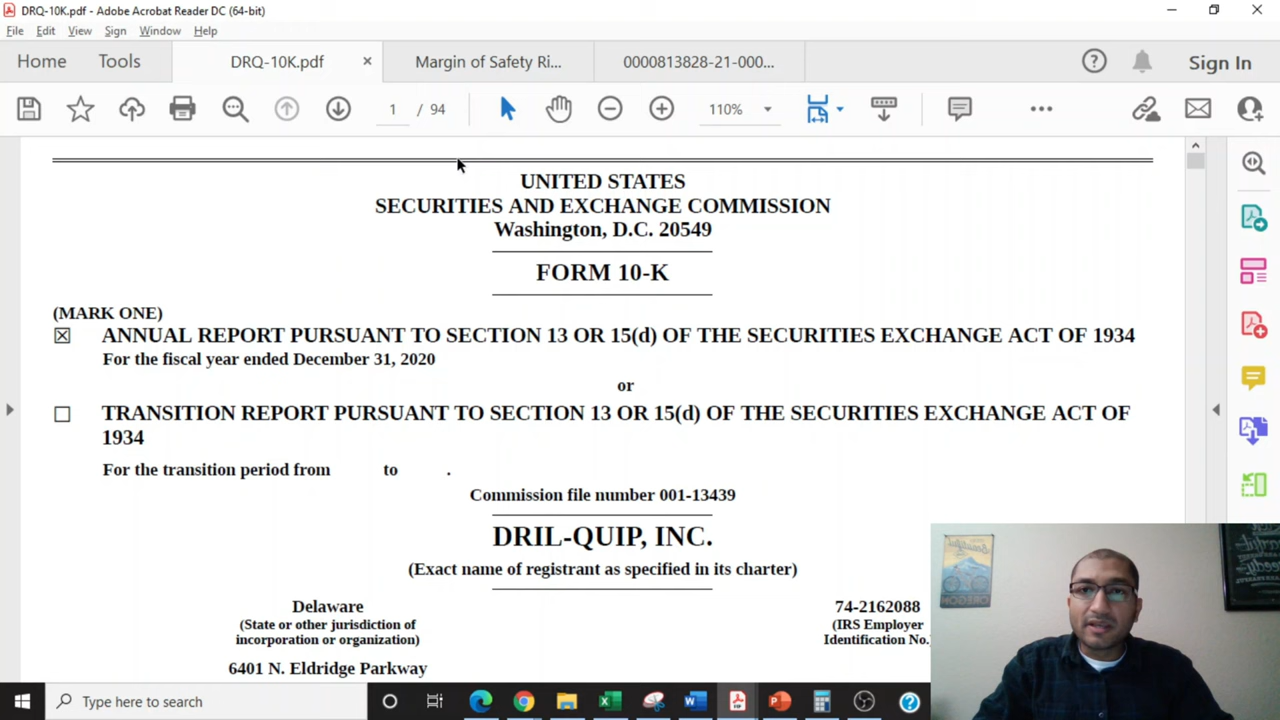 DRQ-10K.pdf - Adobe Acrobat Reader DC (64-bit)
File Edit View Sign Window Help
Home Tools DRQ-10K.pdf × Margin of Safety Ri... 0000813828-21-000... Sign In
1 / 94 110%
UNITED STATES
SECURITIES AND EXCHANGE COMMISSION
Washington, D.C. 20549
FORM 10-K
(MARK ONE)
☒ ANNUAL REPORT PURSUANT TO SECTION 13 OR 15(d) OF THE SECURITIES EXCHANGE ACT OF 1934
For the fiscal year ended December 31, 2020
or
☐ TRANSITION REPORT PURSUANT TO SECTION 13 OR 15(d) OF THE SECURITIES EXCHANGE ACT OF
1934
For the transition period from to .
Commission file number 001-13439
DRIL-QUIP, INC.
(Exact name of registrant as specified in its charter)
Delaware 74-2162088
(State or other jurisdiction of (IRS Employer
incorporation or organization) Identification No.
6401 N. Eldridge Parkway
OREGON
Type here to search